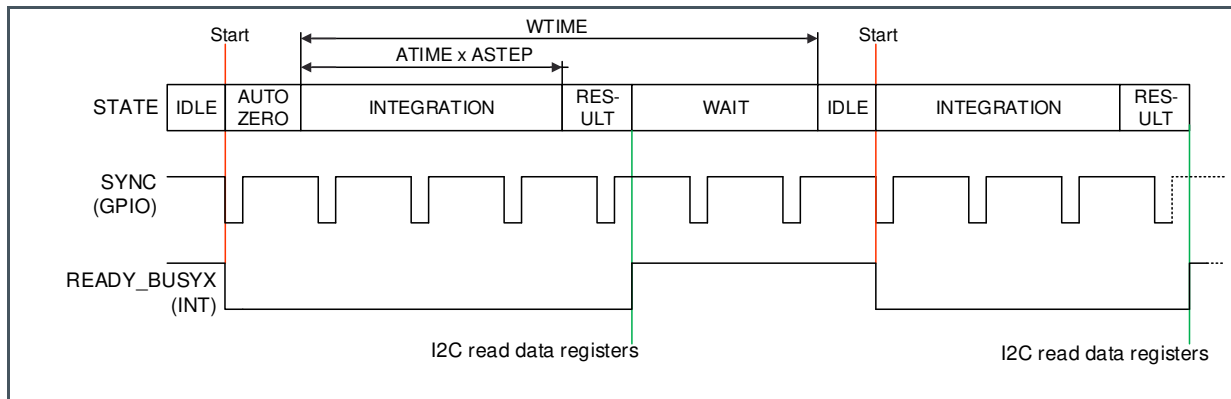 WTIME
Start
Start
ATIME x ASTEP
STATE IDLE AUTO ZERO INTEGRATION RES-ULT WAIT IDLE INTEGRATION RES-ULT
SYNC
(GPIO)
READY_BUSYX
(INT)
I2C read data registers
I2C read data registers